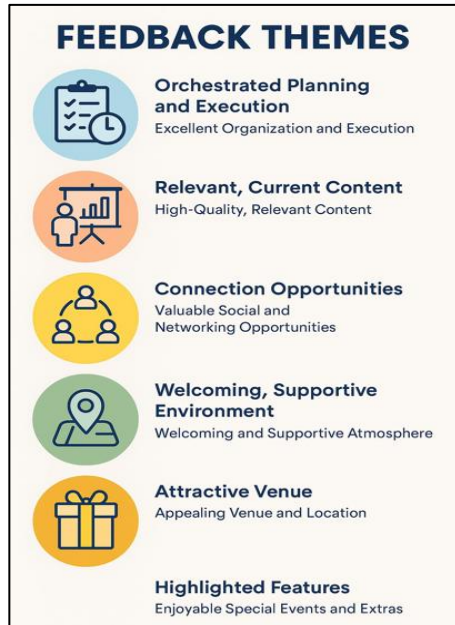 FEEDBACK THEMES
Orchestrated Planning
and Execution
Excellent Organization and Execution
Relevant, Current Content
High-Quality, Relevant Content
Connection Opportunities
Valuable Social and
Networking Opportunities
Welcoming, Supportive
Environment
Welcoming and Supportive Atmosphere
Attractive Venue
Appealing Venue and Location
Highlighted Features
Enjoyable Special Events and Extras